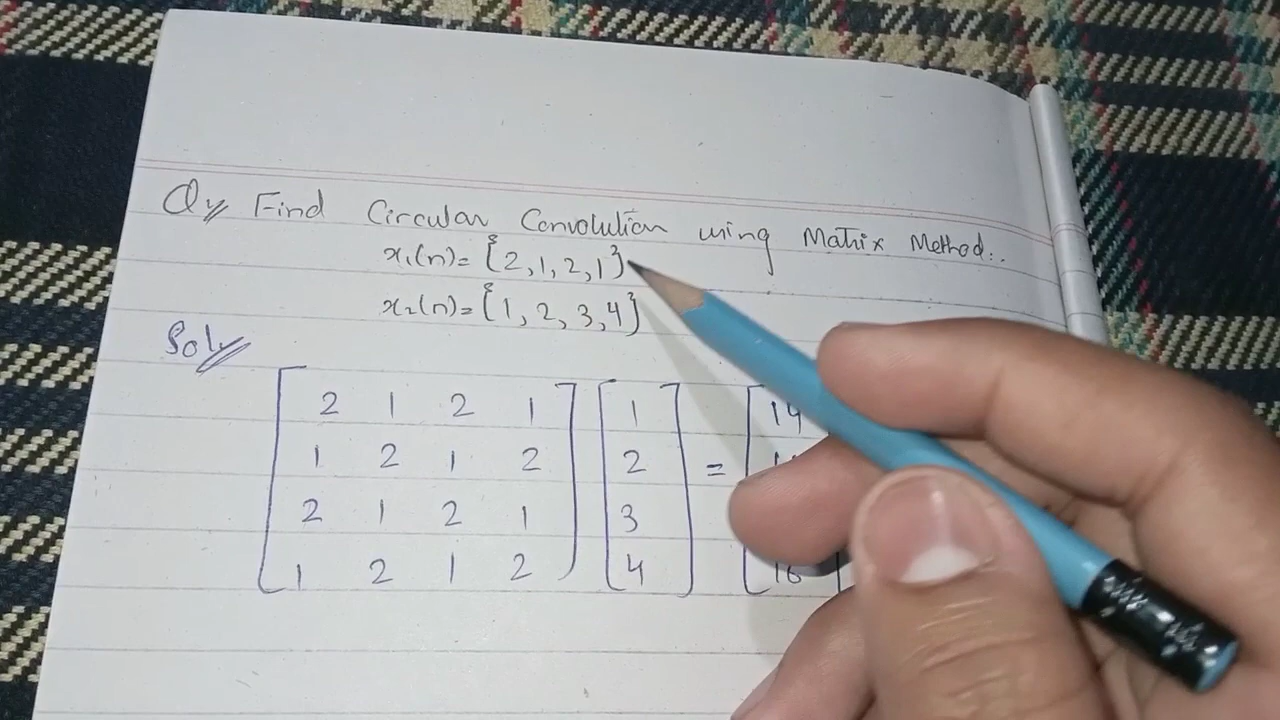 Q, Find Circular Convolution using Matrix Method:.
x₁(n)= {2,1,2,1}
x₂(n)= {1,2,3,4}
Sol,
2 1 2 1 1 14
1 2 1 2 2 =
2 1 2 1 3
1 2 1 2 4 16